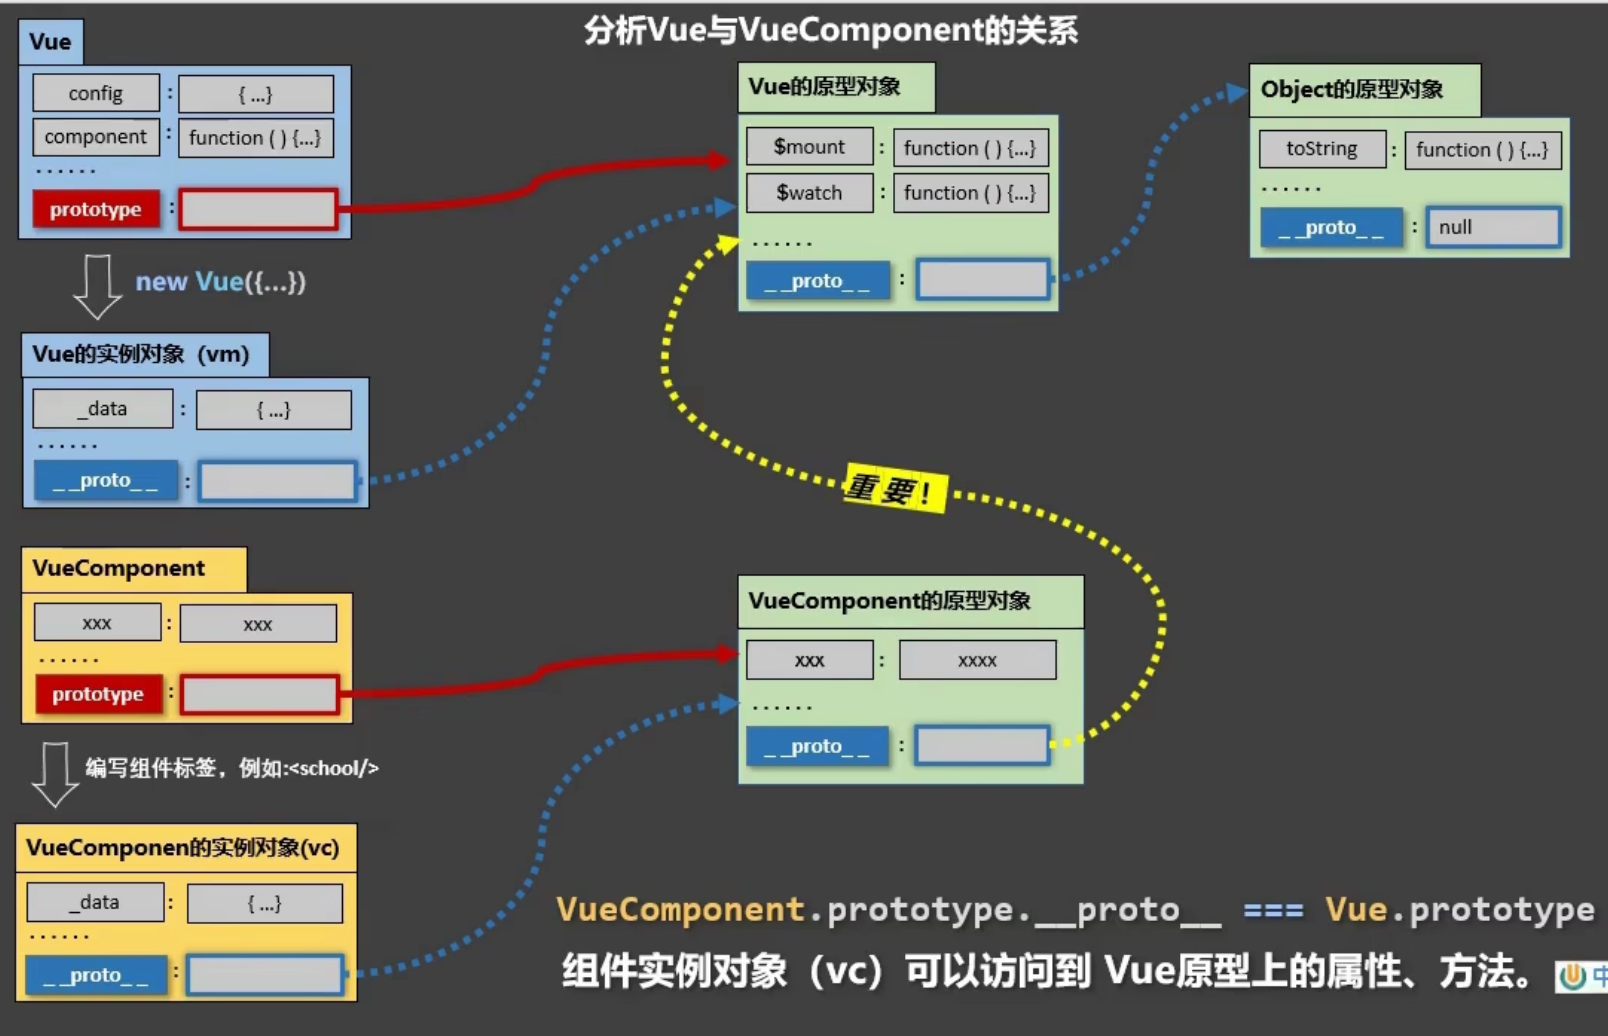 分析Vue与VueComponent的关系
Vue
config : { ...}
component : function ( ) {...}
......
prototype :
new Vue({...})
Vue的实例对象（vm）
_data : { ...}
......
__proto__ :
VueComponent
xxx : xxx
......
prototype :
编写组件标签，例如:<school/>
VueComponen的实例对象(vc)
_data : { ...}
......
__proto__ :
Vue的原型对象
$mount : function ( ) {...}
$watch : function ( ) {...}
......
__proto__ :
Object的原型对象
toString : function ( ) {...}
......
__proto__ : null
重要！
VueComponent的原型对象
xxx : xxxx
......
__proto__ :
VueComponent.prototype.__proto__ === Vue.prototype
组件实例对象（vc）可以访问到 Vue原型上的属性、方法。
中